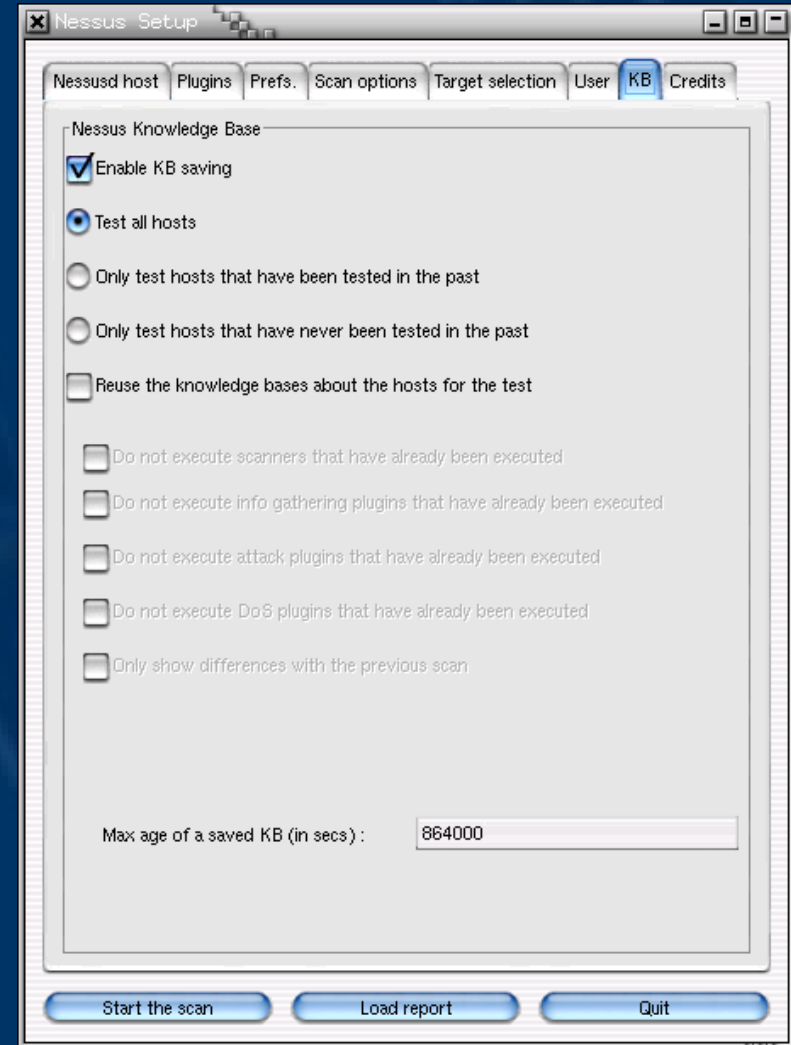 Nessus Setup
Nessusd host Plugins Prefs. Scan options Target selection User KB Credits
Nessus Knowledge Base
Enable KB saving
Test all hosts
Only test hosts that have been tested in the past
Only test hosts that have never been tested in the past
Reuse the knowledge bases about the hosts for the test
Do not execute scanners that have already been executed
Do not execute info gathering plugins that have already been executed
Do not execute attack plugins that have already been executed
Do not execute DoS plugins that have already been executed
Only show differences with the previous scan
Max age of a saved KB (in secs) : 864000
Start the scan Load report Quit